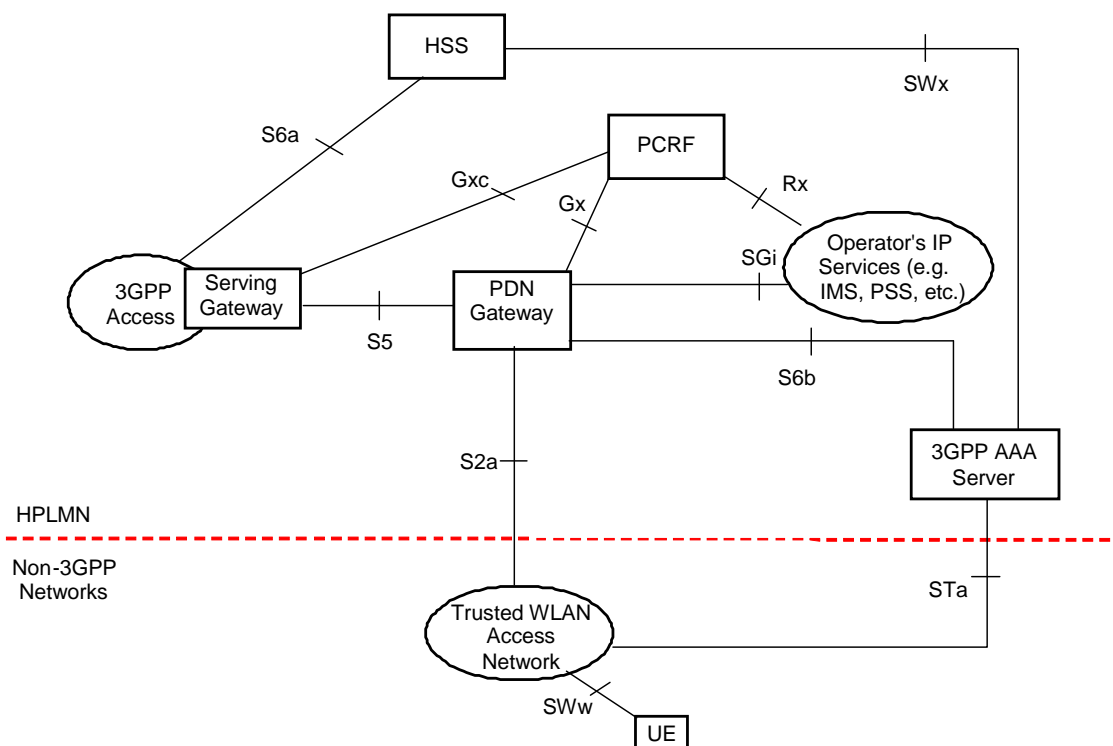 HSS
SWx
S6a
PCRF
Gxc
Gx
Rx
Operator's IP
Services (e.g.
IMS, PSS, etc.)
SGi
3GPP
Access
Serving
Gateway
PDN
Gateway
S5
S6b
S2a
3GPP AAA
Server
HPLMN
Non-3GPP
Networks
STa
Trusted WLAN
Access
Network
SWw
UE